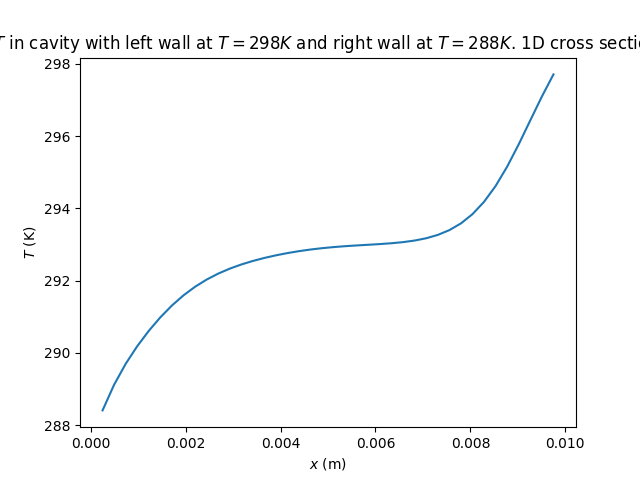 in cavity with left wall at T = 298K and right wall at T = 288K. 1D cross
298
296
294
292
290
288
T (K)
0.000 0.002 0.004 0.006 0.008 0.010
x (m)